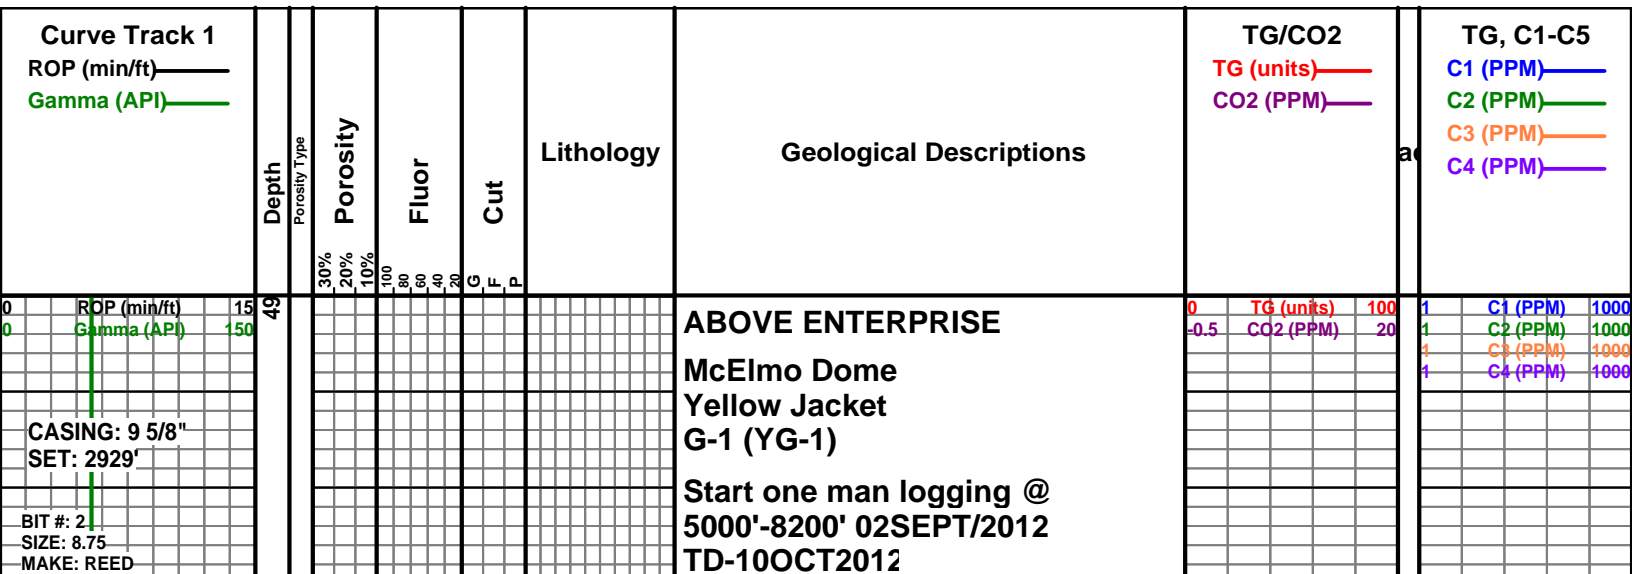 Curve Track 1
ROP (min/ft)
Gamma (API)
Depth
Porosity Type
Porosity
30%
20%
10%
Fluor
100
80
60
40
20
Cut
G
F
P
Lithology
Geological Descriptions
TG/CO2
TG (units)
CO2 (PPM)
TG, C1-C5
C1 (PPM)
C2 (PPM)
C3 (PPM)
C4 (PPM)
0 ROP (min/ft) 15
0 Gamma (API) 150
49
CASING: 9 5/8"
SET: 2929'
BIT #: 2
SIZE: 8.75
MAKE: REED
ABOVE ENTERPRISE
McElmo Dome
Yellow Jacket
G-1 (YG-1)
Start one man logging @
5000'-8200' 02SEPT/2012
TD-10OCT2012
0 TG (units) 100
-0.5 CO2 (PPM) 20
1 C1 (PPM) 1000
1 C2 (PPM) 1000
1 C3 (PPM) 1000
1 C4 (PPM) 1000